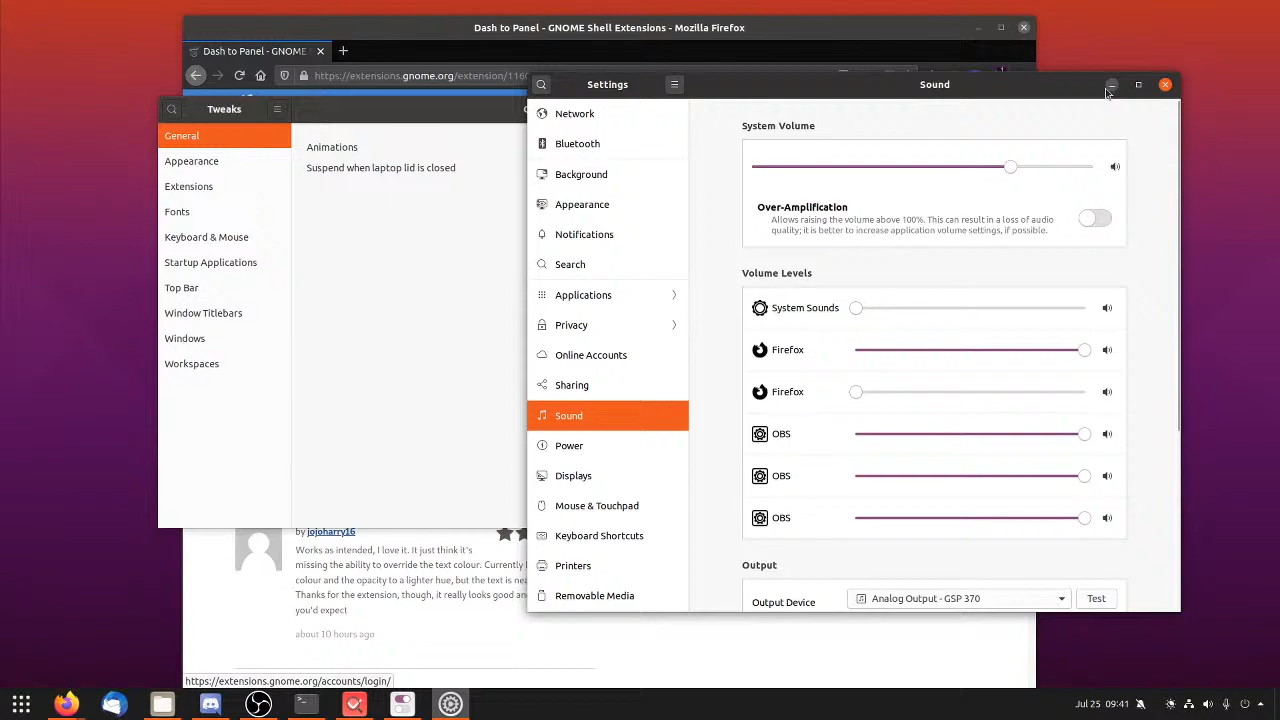 Dash to Panel - GNOME Shell Extensions - Mozilla Firefox
Dash to Panel - GNOME S
https://extensions.gnome.org/extension/1160
Tweaks
General
Appearance
Extensions
Fonts
Keyboard & Mouse
Startup Applications
Top Bar
Window Titlebars
Windows
Workspaces
Animations
Suspend when laptop lid is closed
Settings
Sound
Network
Bluetooth
Background
Appearance
Notifications
Search
Applications
Privacy
Online Accounts
Sharing
Sound
Power
Displays
Mouse & Touchpad
Keyboard Shortcuts
Printers
Removable Media
System Volume
Over-Amplification
Allows raising the volume above 100%. This can result in a loss of audio
quality; it is better to increase application volume settings, if possible.
Volume Levels
System Sounds
Firefox
Firefox
OBS
OBS
OBS
Output
Output Device
Analog Output - GSP 370
Test
by jojoharry16
Works as intended, I love it. It just think it's
missing the ability to override the text colour. Currently I
colour and the opacity to a lighter hue, but the text is nea
Thanks for the extension, though, it really looks good and
you'd expect
about 10 hours ago
https://extensions.gnome.org/accounts/login/
Jul 25 09:41